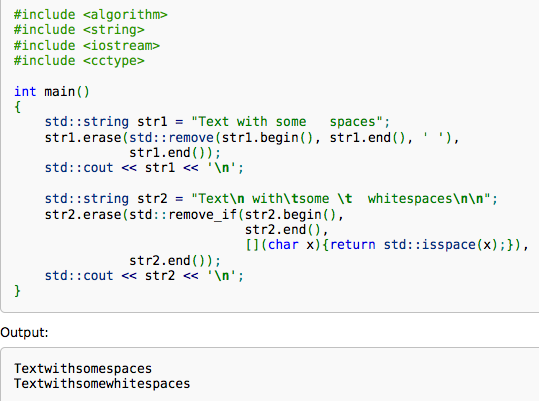 #include <algorithm>
#include <string>
#include <iostream>
#include <cctype>

int main()
{
    std::string str1 = "Text with some   spaces";
    str1.erase(std::remove(str1.begin(), str1.end(), ' '),
               str1.end());
    std::cout << str1 << '\n';

    std::string str2 = "Text\n with\tsome \t  whitespaces\n\n";
    str2.erase(std::remove_if(str2.begin(),
                              str2.end(),
                              [](char x){return std::isspace(x);}),
               str2.end());
    std::cout << str2 << '\n';
}
Output:
Textwithsomespaces
Textwithsomewhitespaces